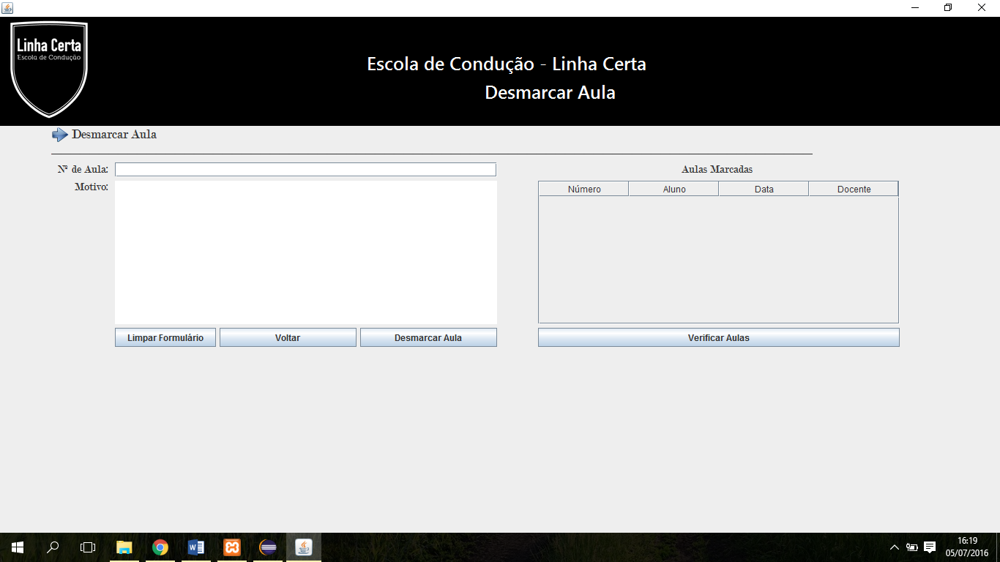 Linha Certa
Escola de Condução
Escola de Condução - Linha Certa
Desmarcar Aula
Desmarcar Aula
Nº de Aula:
Motivo:
Limpar Formulário Voltar Desmarcar Aula
Aulas Marcadas
Número Aluno Data Docente
Verificar Aulas
16:19
05/07/2016